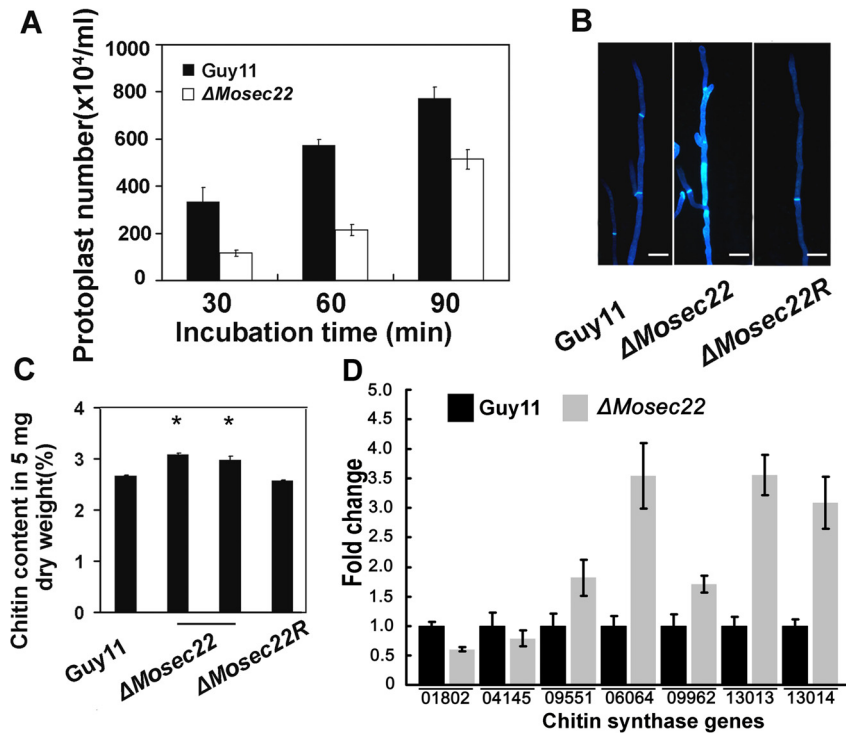 A
Protoplast number(x10⁴/ml)
1000
800
600
400
200
0
Guy11
ΔMosec22
30 60 90
Incubation time (min)
B
Guy11
ΔMosec22
ΔMosec22R
C
Chitin content in 5 mg
dry weight(%)
4
3
2
1
0
* *
Guy11
ΔMosec22
ΔMosec22R
D
Fold change
5.0
4.5
4.0
3.5
3.0
2.5
2.0
1.5
1.0
0.5
0
Guy11
ΔMosec22
01802 04145 09551 06064 09962 13013 13014
Chitin synthase genes